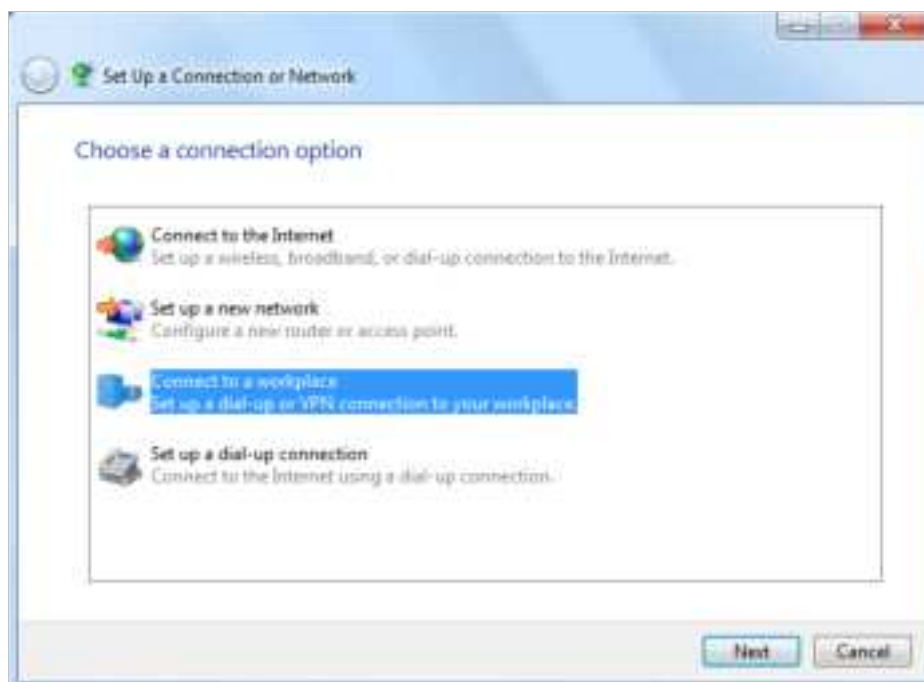 Set Up a Connection or Network
Choose a connection option
Connect to the Internet
Set up a wireless, broadband, or dial-up connection to the Internet.
Set up a new network
Configure a new router or access point.
Connect to a workplace
Set up a dial-up or VPN connection to your workplace.
Set up a dial-up connection
Connect to the Internet using a dial-up connection.
Next
Cancel